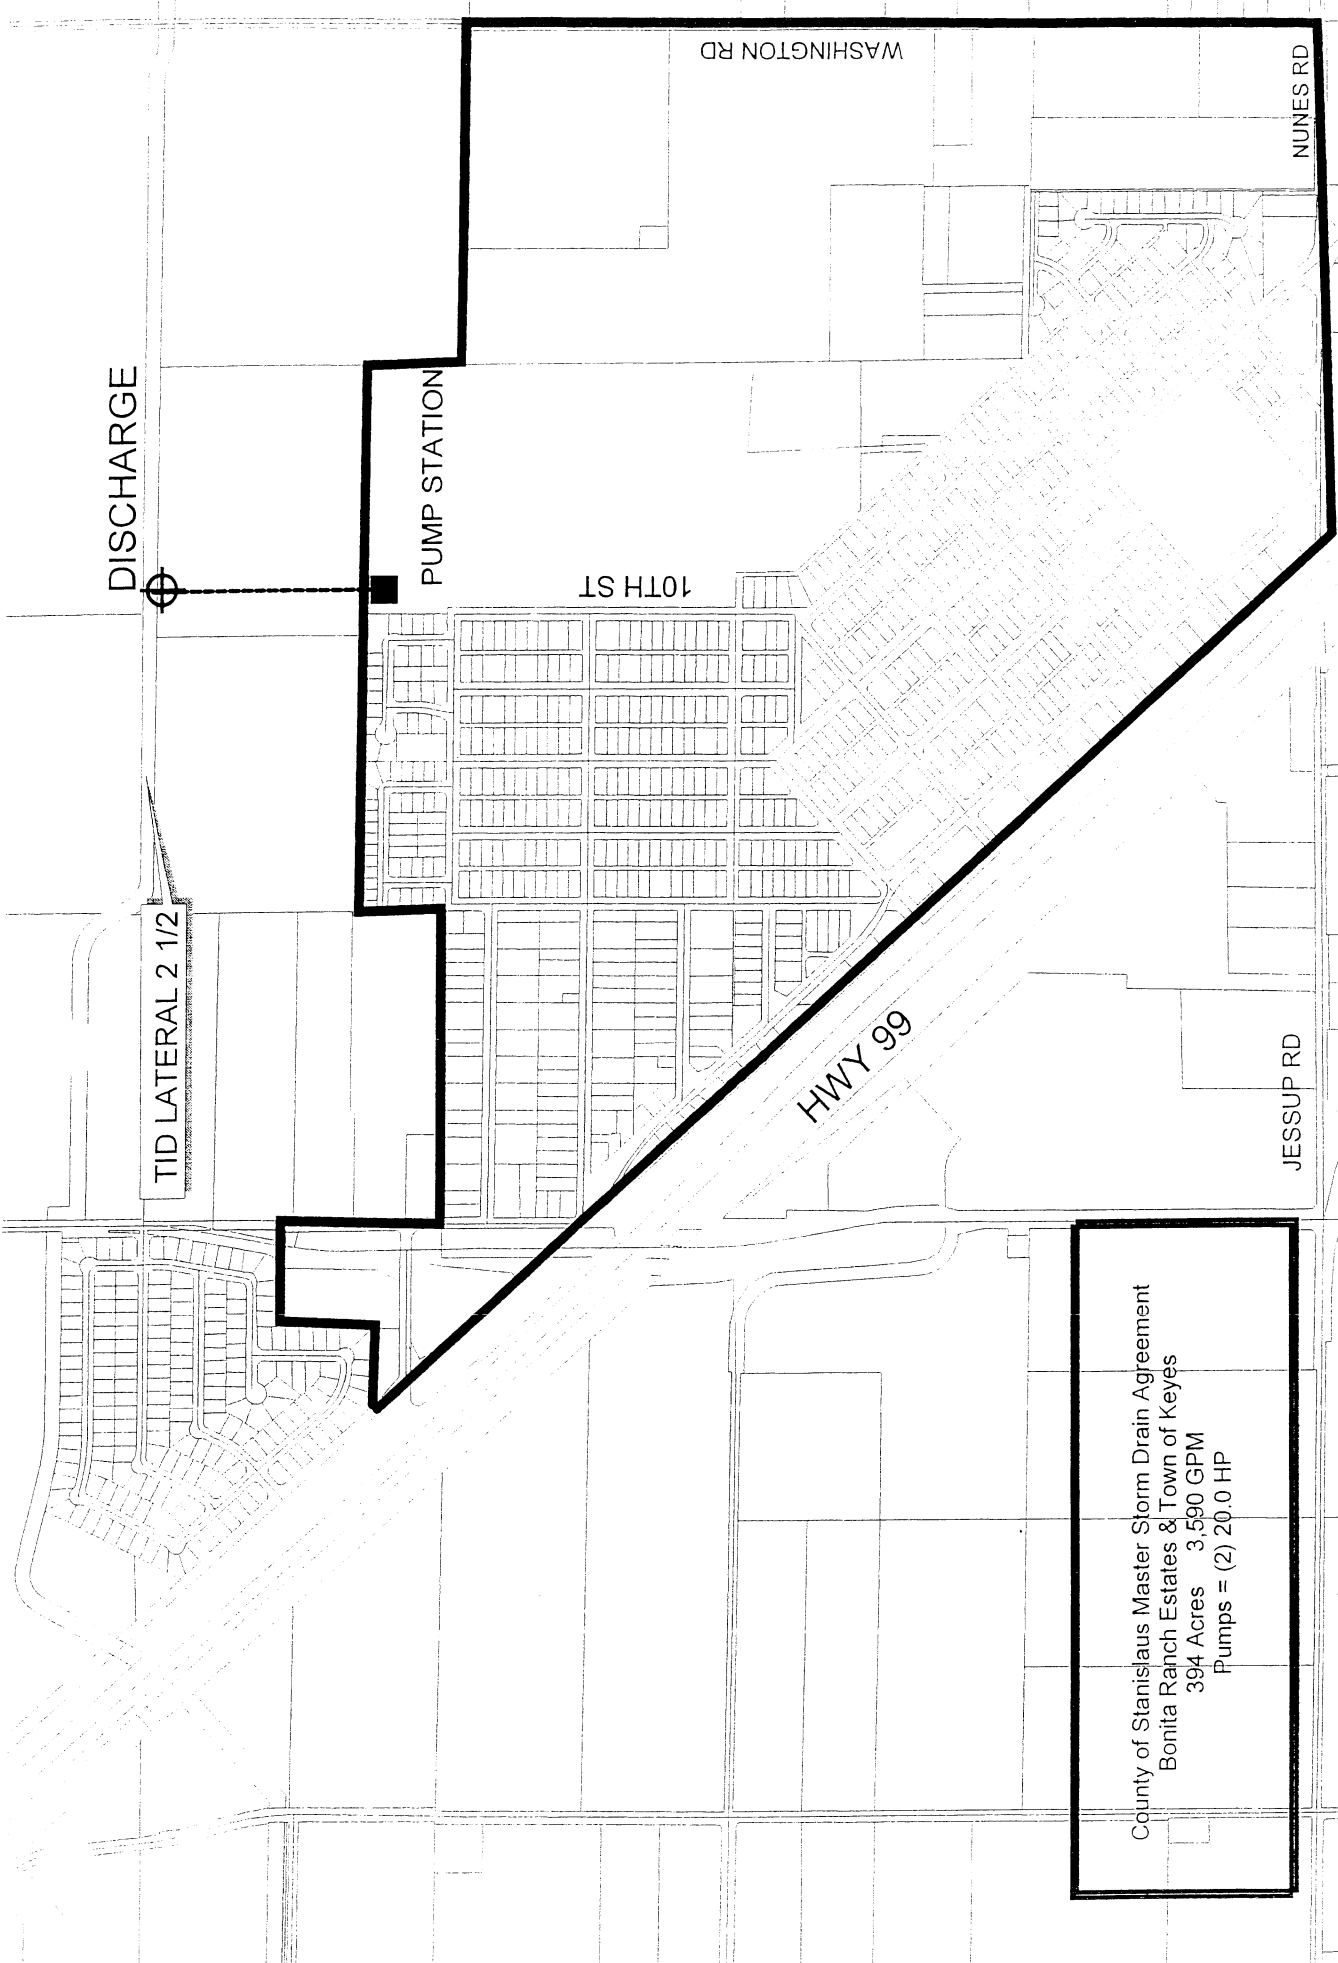 DISCHARGE
TID LATERAL 2 1/2
PUMP STATION
10TH ST
WASHINGTON RD
NUNES RD
HWY 99
JESSUP RD
County of Stanislaus Master Storm Drain Agreement
Bonita Ranch Estates & Town of Keyes
394 Acres 3,590 GPM
Pumps = (2) 20.0 HP